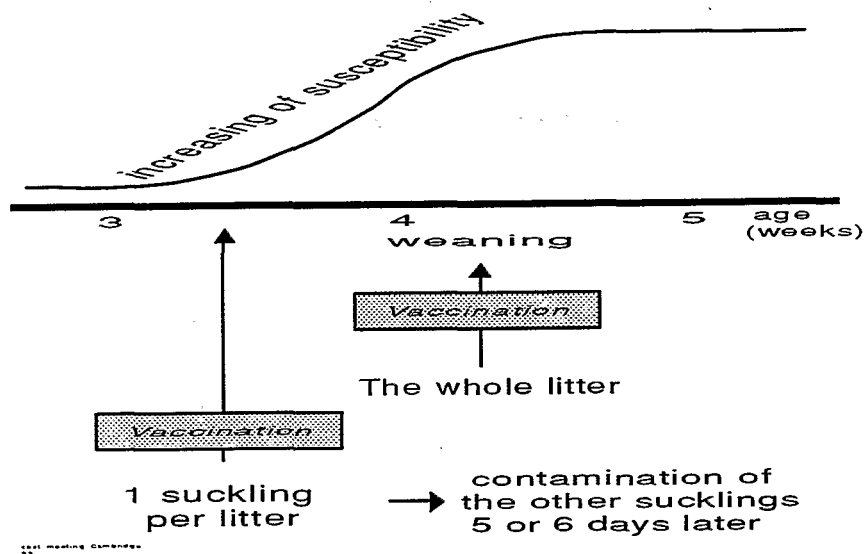 increasing of susceptibility
3 4 5 age
(weeks)
weaning
Vaccination
The whole litter
Vaccination
1 suckling
per litter
contamination of
the other sucklings
5 or 6 days later